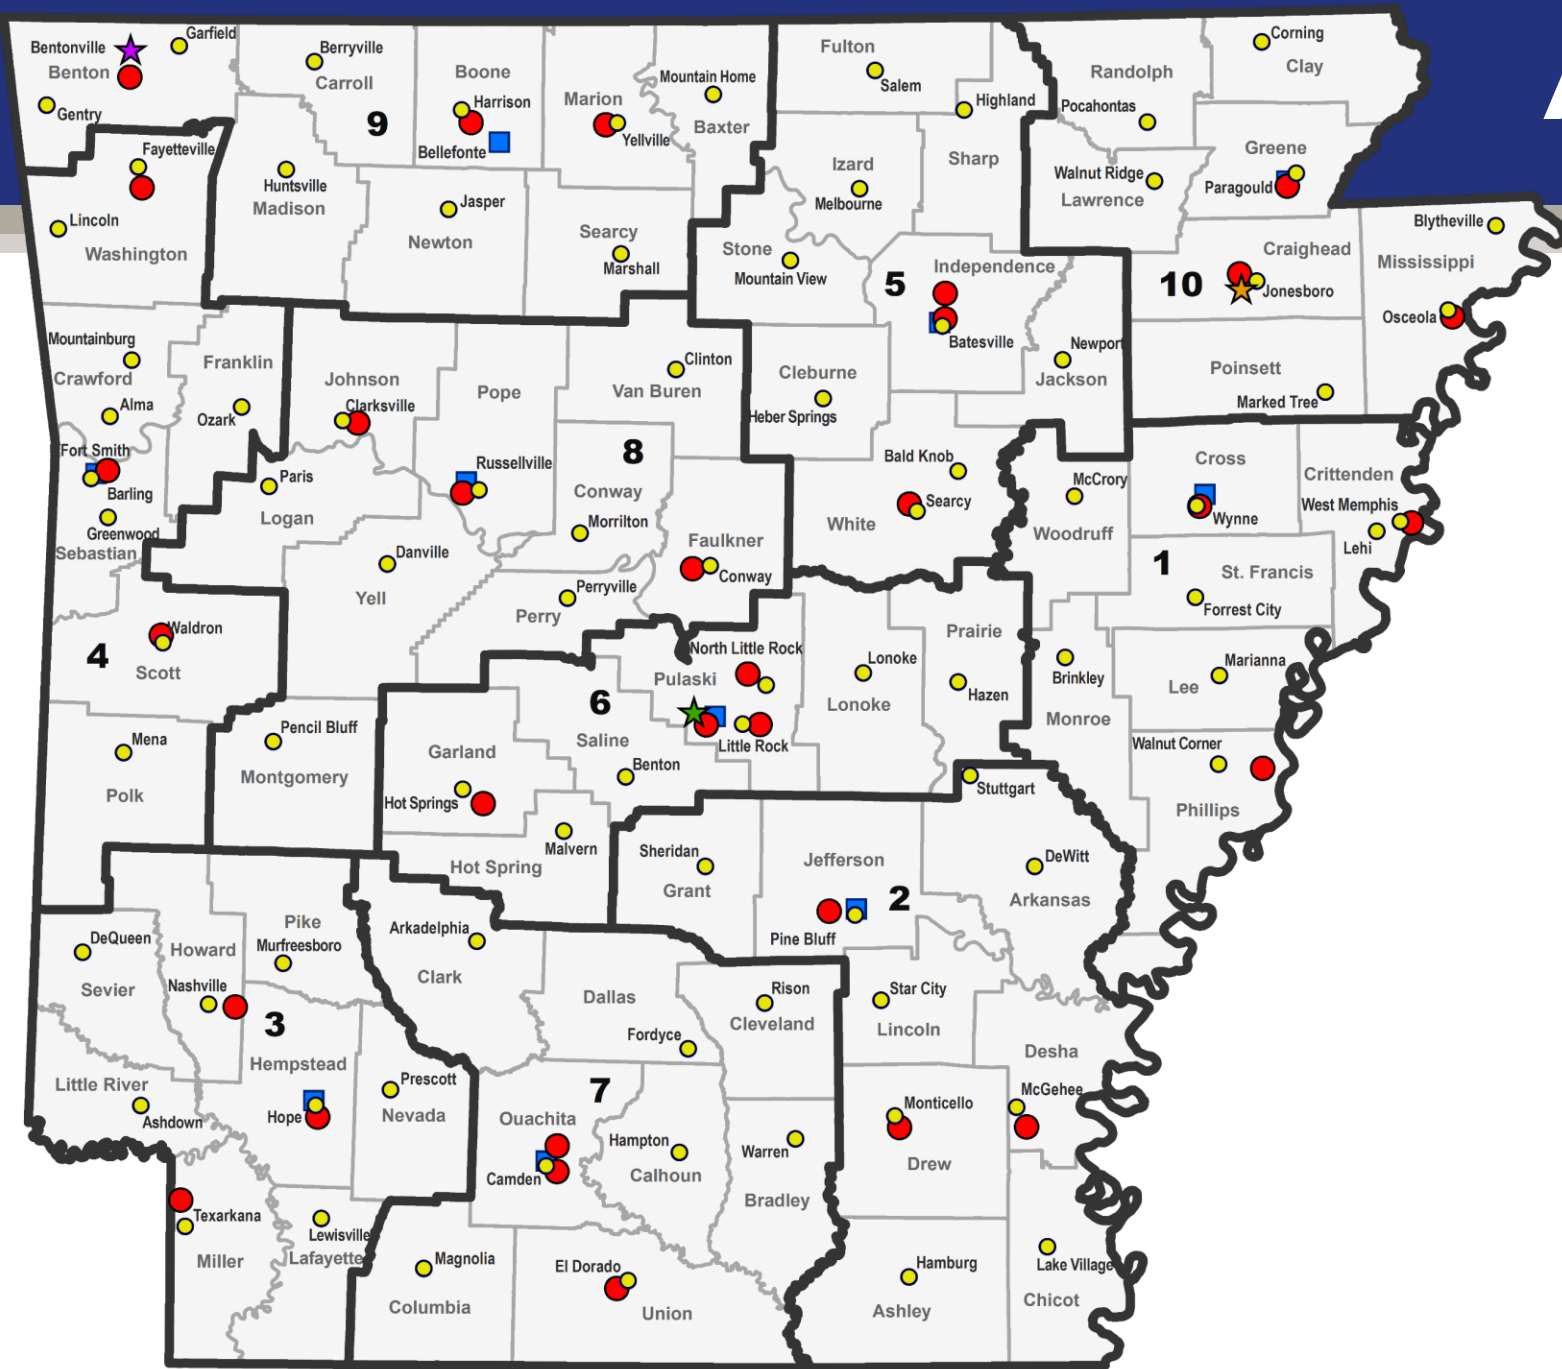 Bentonville
Benton
Garfield
Gentry
Berryville
Carroll
9
Boone
Harrison
Bellefonte
Marion
Yellville
Mountain Home
Baxter
Fulton
Salem
Highland
Randolph
Pocahontas
Corning
Clay
Fayetteville
Lincoln
Washington
Huntsville
Madison
Jasper
Newton
Searcy
Marshall
Izard
Melbourne
Sharp
Stone
Mountain View
Walnut Ridge
Lawrence
Greene
Paragould
Blytheville
Craighead
Mississippi
10
Jonesboro
Osceola
5
Independence
Batesville
Newport
Jackson
Poinsett
Marked Tree
Mountainburg
Crawford
Alma
Franklin
Ozark
Johnson
Clarksville
Pope
Clinton
Van Buren
Cleburne
Heber Springs
Fort Smith
Barling
Greenwood
Sebastian
Paris
Logan
Russellville
8
Conway
Morrilton
Faulkner
Conway
Bald Knob
Searcy
White
McCrory
Woodruff
Cross
Wynne
Crittenden
West Memphis
Lehi
1
St. Francis
Forrest City
Danville
Yell
Perryville
Perry
Waldron
4
Scott
North Little Rock
Pulaski
6
Saline
Little Rock
Benton
Lonoke
Lonoke
Prairie
Hazen
Brinkley
Monroe
Marianna
Lee
Walnut Corner
Phillips
Mena
Polk
Pencil Bluff
Montgomery
Garland
Hot Springs
Malvern
Hot Spring
Sheridan
Grant
Jefferson
2
Pine Bluff
Stuttgart
DeWitt
Arkansas
DeQueen
Sevier
Howard
Nashville
Pike
Murfreesboro
3
Hempstead
Hope
Arkadelphia
Clark
Dallas
Fordyce
Rison
Cleveland
Star City
Lincoln
Desha
McGehee
Little River
Ashdown
Prescott
Nevada
7
Ouachita
Camden
Hampton
Calhoun
Warren
Bradley
Monticello
Drew
Texarkana
Miller
Lewisville
Lafayette
Magnolia
Columbia
El Dorado
Union
Hamburg
Ashley
Lake Village
Chicot